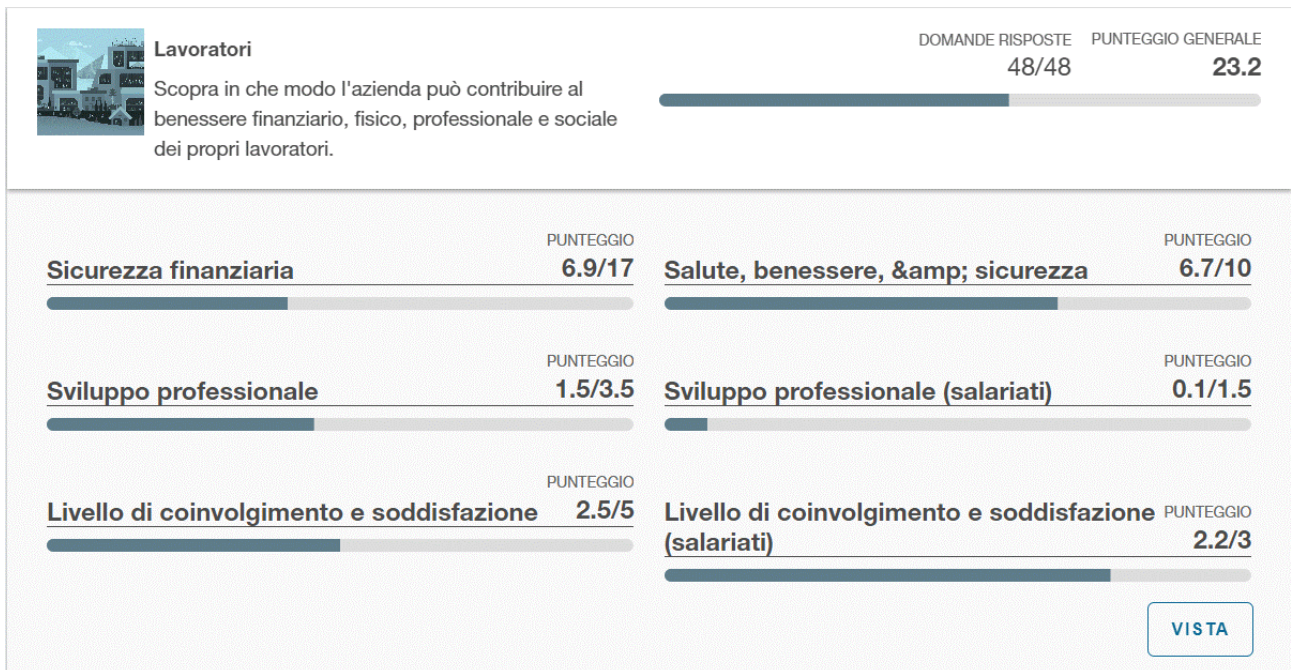 Lavoratori
Scopra in che modo l'azienda può contribuire al
benessere finanziario, fisico, professionale e sociale
dei propri lavoratori.
DOMANDE RISPOSTE PUNTEGGIO GENERALE
48/48 23.2
PUNTEGGIO
Sicurezza finanziaria 6.9/17
PUNTEGGIO
Salute, benessere, &amp; sicurezza 6.7/10
PUNTEGGIO
Sviluppo professionale 1.5/3.5
PUNTEGGIO
Sviluppo professionale (salariati) 0.1/1.5
PUNTEGGIO
Livello di coinvolgimento e soddisfazione 2.5/5
Livello di coinvolgimento e soddisfazione PUNTEGGIO
(salariati) 2.2/3
VISTA